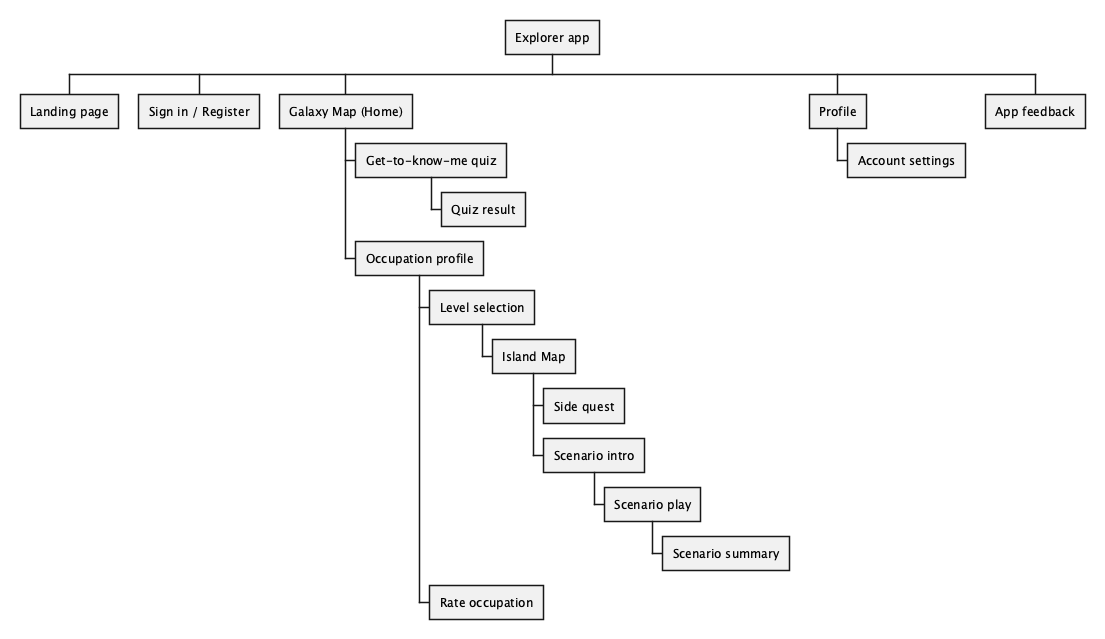 Explorer app
Landing page
Sign in / Register
Galaxy Map (Home)
Profile
App feedback
Get-to-know-me quiz
Account settings
Quiz result
Occupation profile
Level selection
Island Map
Side quest
Scenario intro
Scenario play
Scenario summary
Rate occupation